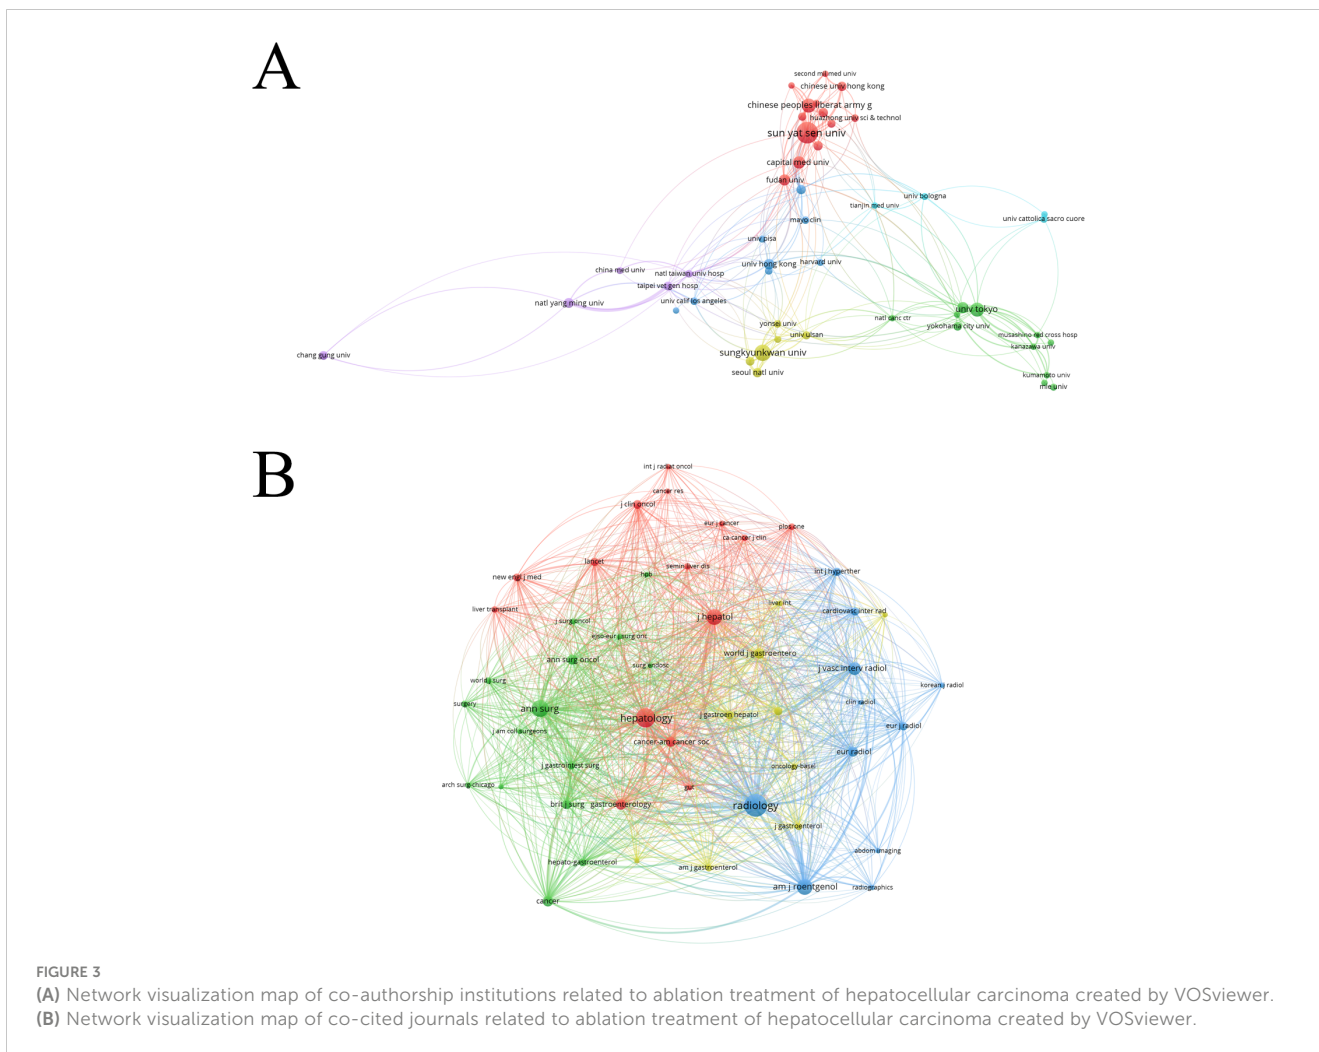 A
second mil med univ
chinese univ hong kong
chinese peoples liberat army g
huazhong univ sci & technol
sun yat sen univ
capital med univ
fudan univ
univ bologna
tianjin med univ
mayo clin
univ cattolica sacro cuore
univ pisa
univ hong kong
harvard univ
china med univ
natl taiwan univ hosp
taipei vet gen hosp
natl yang ming univ
univ calif los angeles
univ tokyo
natl canc ctr
yonsei univ
yokohama city univ
univ ulsan
musashino red cross hosp
kanazawa univ
sungkyunkwan univ
chang gung univ
seoul natl univ
kumamoto univ
mie univ
B
int j radiat oncol
cancer res
j clin oncol
eur j cancer
plos one
ca-cancer j clin
lancet
semin liver dis
int j hyperther
new engl j med
hpb
liver int
liver transplant
cardiovasc inter rad
j hepatol
j surg oncol
ejso-eur j surg onc
world j gastroentero
ann surg oncol
surg endosc
j vasc interv radiol
world j surg
korean j radiol
surgery
ann surg
clin radiol
hepatology
j gastroen hepatol
eur j radiol
j am coll surgeons
cancer-am cancer soc
eur radiol
j gastrointest surg
oncology-basel
arch surg-chicago
gut
brit j surg
gastroenterology
radiology
j gastroenterol
abdom imaging
hepato-gastroenterol
am j gastroenterol
am j roentgenol
radiographics
cancer
FIGURE 3
(A) Network visualization map of co-authorship institutions related to ablation treatment of hepatocellular carcinoma created by VOSviewer.
(B) Network visualization map of co-cited journals related to ablation treatment of hepatocellular carcinoma created by VOSviewer.